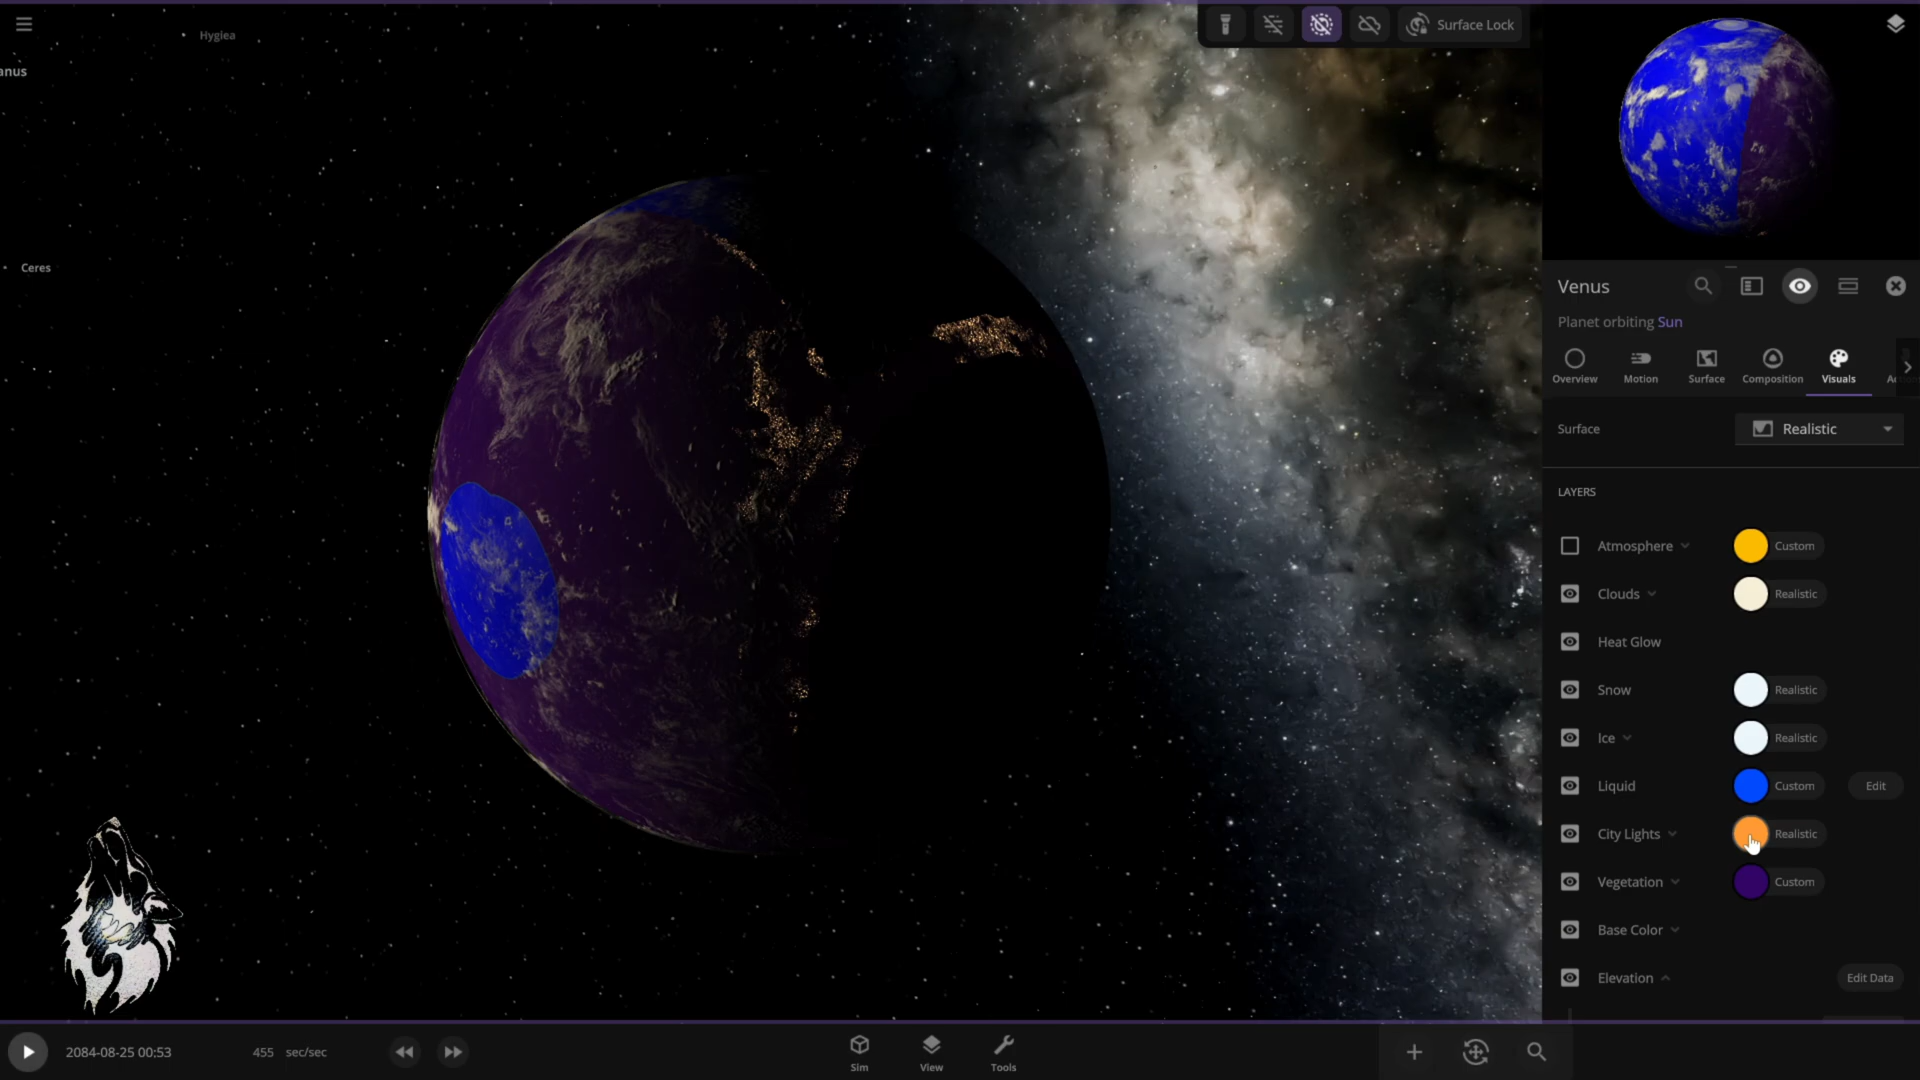 Hygiea
anus
Ceres
Surface Lock
Venus
Planet orbiting Sun
Overview
Motion
Surface
Composition
Visuals
Surface
Realistic
LAYERS
Atmosphere
Custom
Clouds
Realistic
Heat Glow
Snow
Realistic
Ice
Realistic
Liquid
Custom
Edit
City Lights
Realistic
Vegetation
Custom
Base Color
Elevation
Edit Data
2084-08-25 00:53
455 sec/sec
Sim
View
Tools